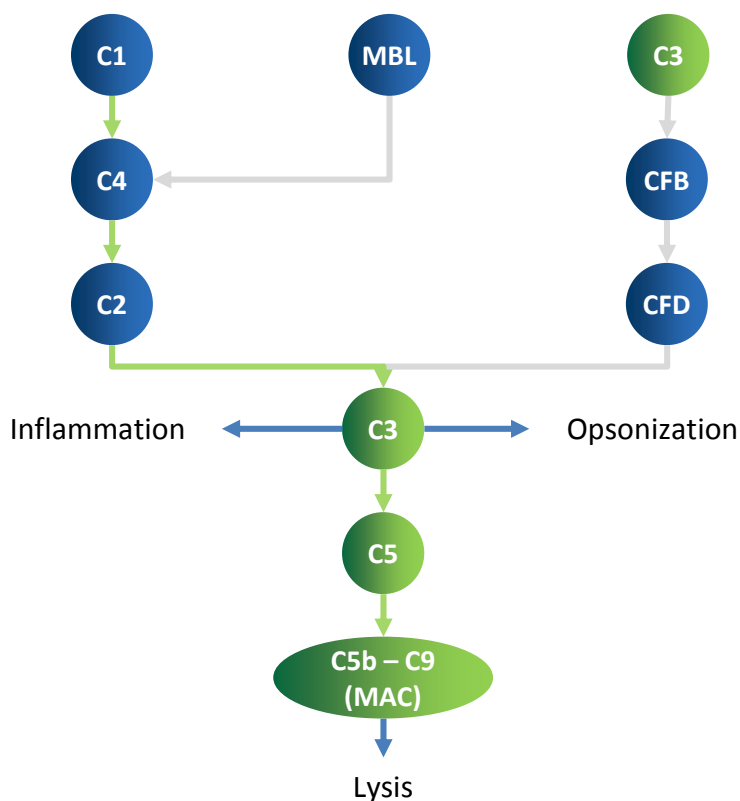 C1
MBL
C3
C4
CFB
C2
CFD
Inflammation
C3
Opsonization
C5
C5b – C9
(MAC)
Lysis